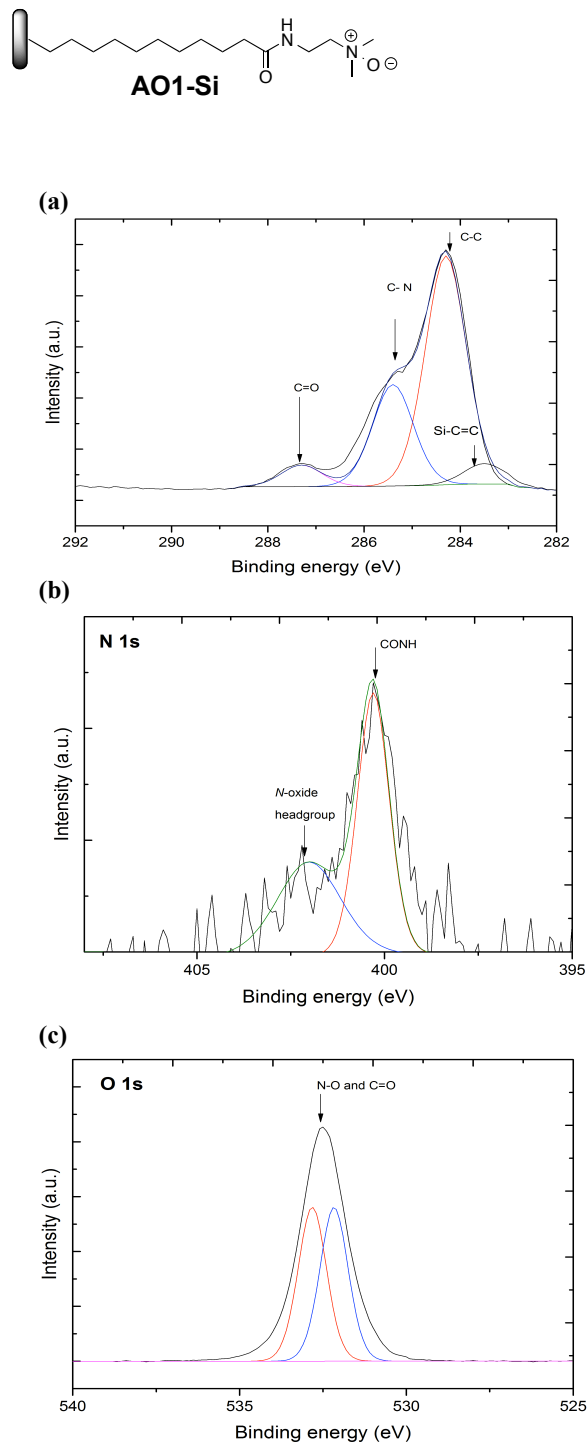 H
N
⊕
N
O
O ⊖
AO1-Si
(a)
C-C
C- N
C=O
Si-C=C
Intensity (a.u.)
292 290 288 286 284 282
Binding energy (eV)
(b)
N 1s
CONH
N-oxide
headgroup
Intensity (a.u.)
405 400 395
Binding energy (eV)
(c)
O 1s
N-O and C=O
Intensity (a.u.)
540 535 530 525
Binding energy (eV)